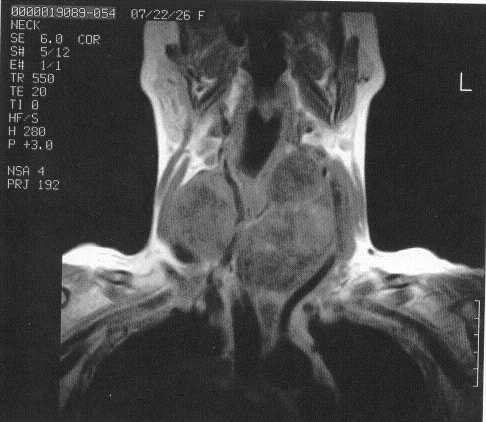 0000019089-054 07/22/26 F
NECK
SE 6.0 COR
S# 5/12
E# 1/1
TR 550
TE 20
TI 0
HF/S
H 280
P +3.0
NSA 4
PRJ 192
L